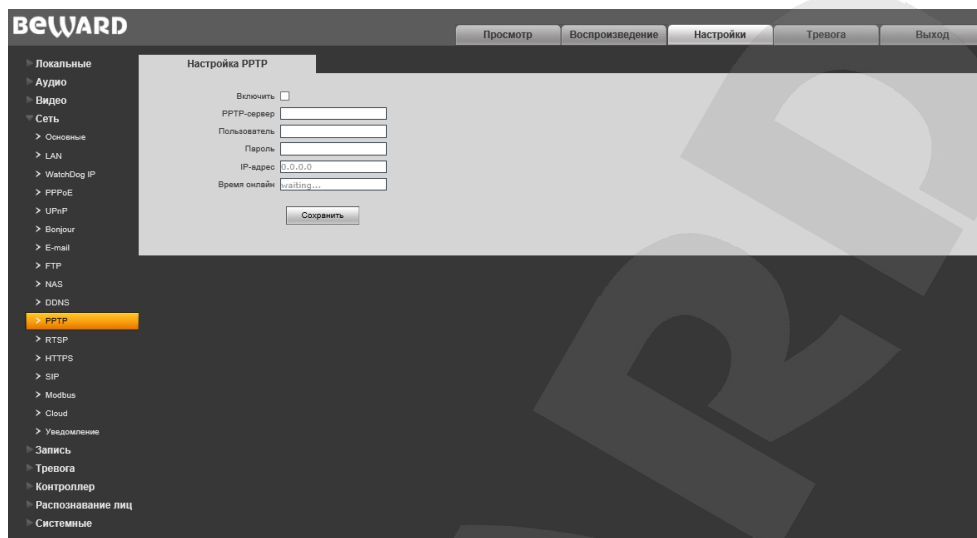 BEWARD
Просмотр
Воспроизведение
Настройки
Тревога
Выход
Локальные
Аудио
Видео
Сеть
Основные
LAN
WatchDog IP
PPPoE
UPnP
Bonjour
E-mail
FTP
NAS
DDNS
PPTP
RTSP
HTTPS
SIP
Modbus
Cloud
Уведомление
Запись
Тревога
Контроллер
Распознавание лиц
Системные
Настройка PPTP
Включить
PPTP-сервер
Пользователь
Пароль
IP-адрес 0.0.0.0
Время онлайн waiting...
Сохранить